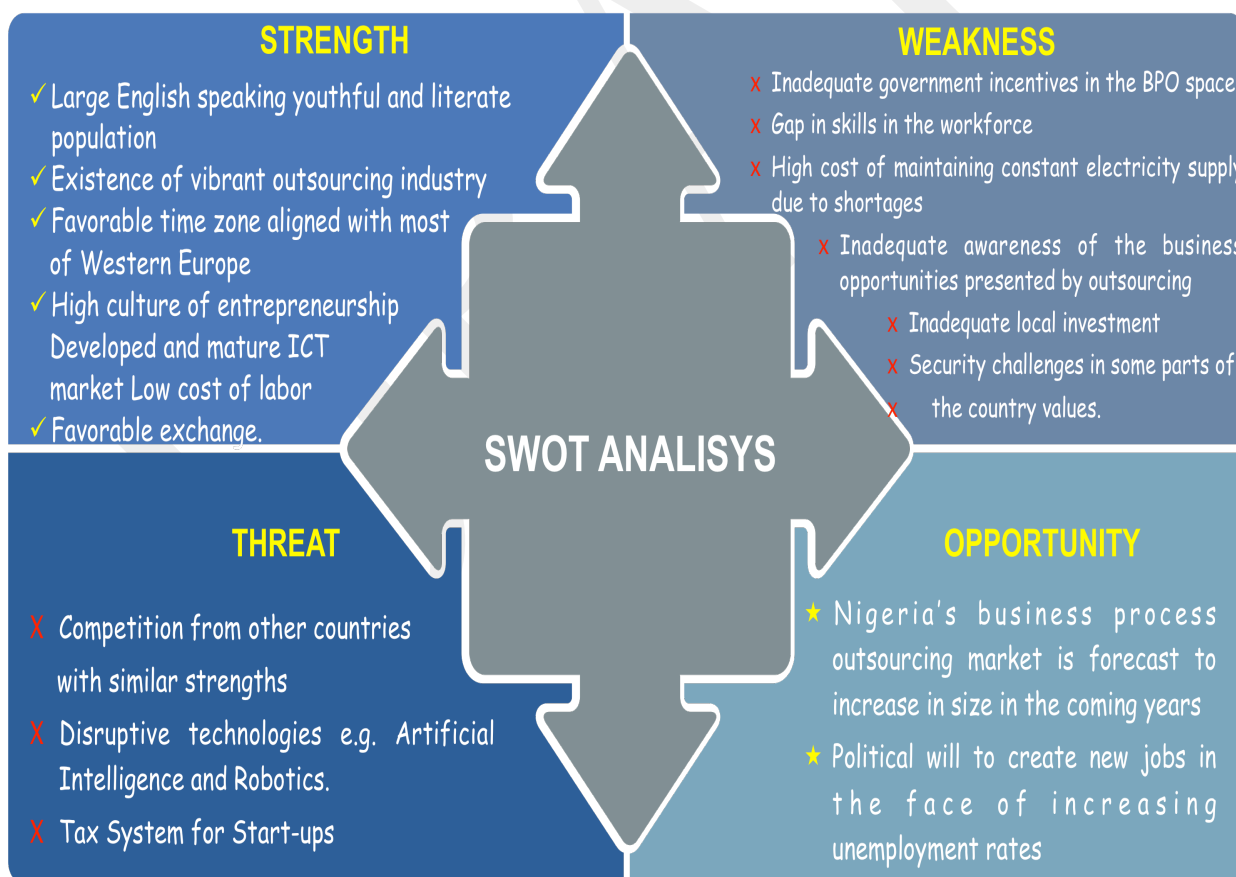 STRENGTH
✓ Large English speaking youthful and literate
population
✓ Existence of vibrant outsourcing industry
✓ Favorable time zone aligned with most
of Western Europe
✓ High culture of entrepreneurship
Developed and mature ICT
market Low cost of labor
✓ Favorable exchange.
WEAKNESS
x Inadequate government incentives in the BPO space
x Gap in skills in the workforce
x High cost of maintaining constant electricity supply
due to shortages
x Inadequate awareness of the business
opportunities presented by outsourcing
x Inadequate local investment
x Security challenges in some parts of
x the country values.
SWOT ANALISYS
THREAT
X Competition from other countries
with similar strengths
X Disruptive technologies e.g. Artificial
Intelligence and Robotics.
X Tax System for Start-ups
OPPORTUNITY
★ Nigeria's business process
outsourcing market is forecast to
increase in size in the coming years
★ Political will to create new jobs in
the face of increasing
unemployment rates